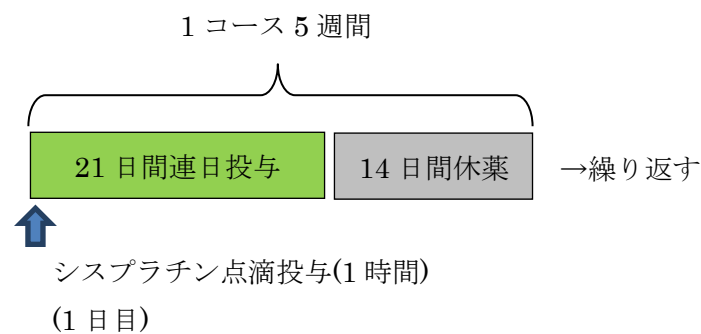 1 コース 5 週間
21 日間連日投与
14 日間休薬
→繰り返す
シスプラチン点滴投与(1 時間)
(1 日目)